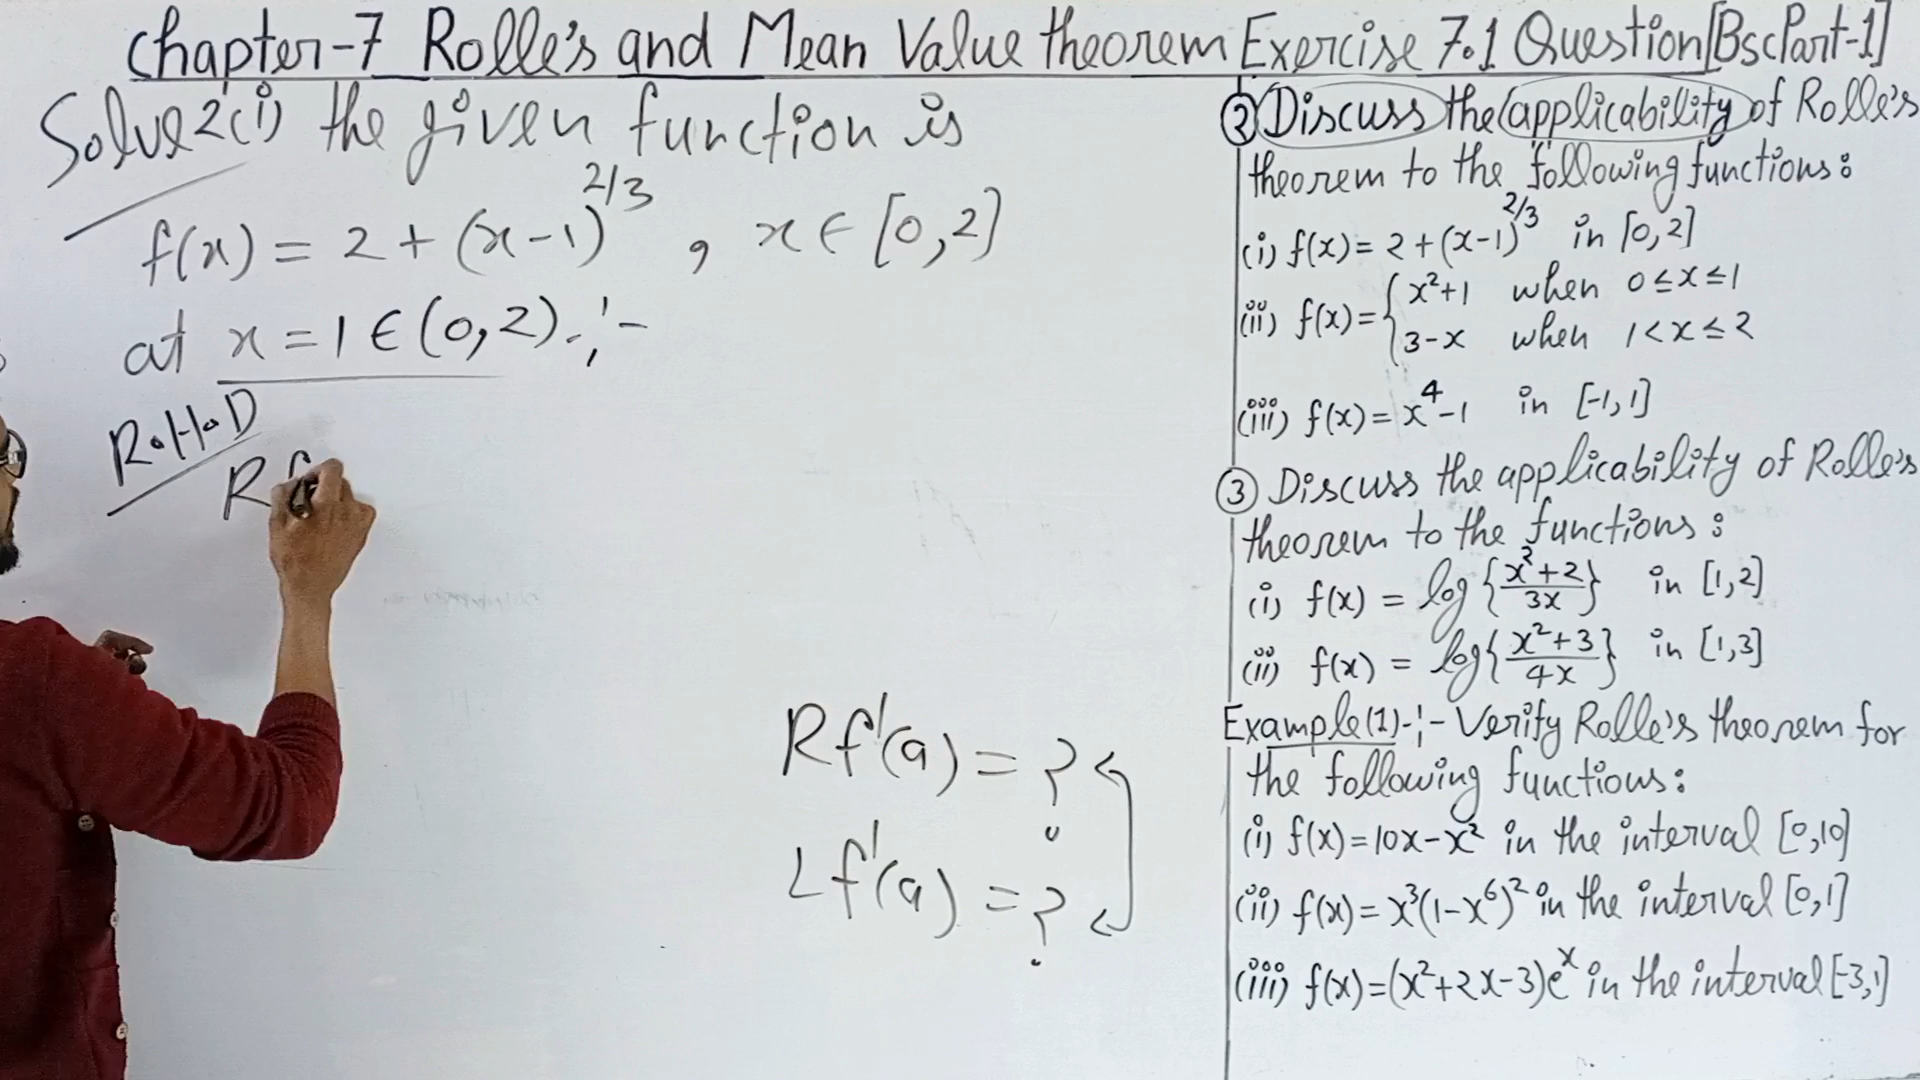 Chapter-7 Rolle's and Mean Value theorem Exercise 7.1 Question[BscPart-1]
Solve2(i) the given function is
f(x) = 2 + (x-1)^2/3 , x ∈ [0,2]
at x = 1 ∈ (0,2) -:-
R.H.D
Rf
Rf'(a) = ?
Lf'(a) = ?
② Discuss the applicability of Rolle's
theorem to the following functions:
(i) f(x) = 2 + (x-1)^2/3 in [0,2]
(ii) f(x) = { x²+1 when 0 ≤ x ≤ 1
3-x when 1 < x ≤ 2
(iii) f(x) = x⁴-1 in [-1,1]
③ Discuss the applicability of Rolle's
theorem to the functions:
(i) f(x) = log{(x²+2)/3x} in [1,2]
(ii) f(x) = log{(x²+3)/4x} in [1,3]
Example(1)-:- Verify Rolle's theorem for
the following functions:
(i) f(x)=10x-x² in the interval [0,10]
(ii) f(x) = x³(1-x⁶)² in the interval [0,1]
(iii) f(x)=(x²+2x-3)eˣ in the interval [-3,1]